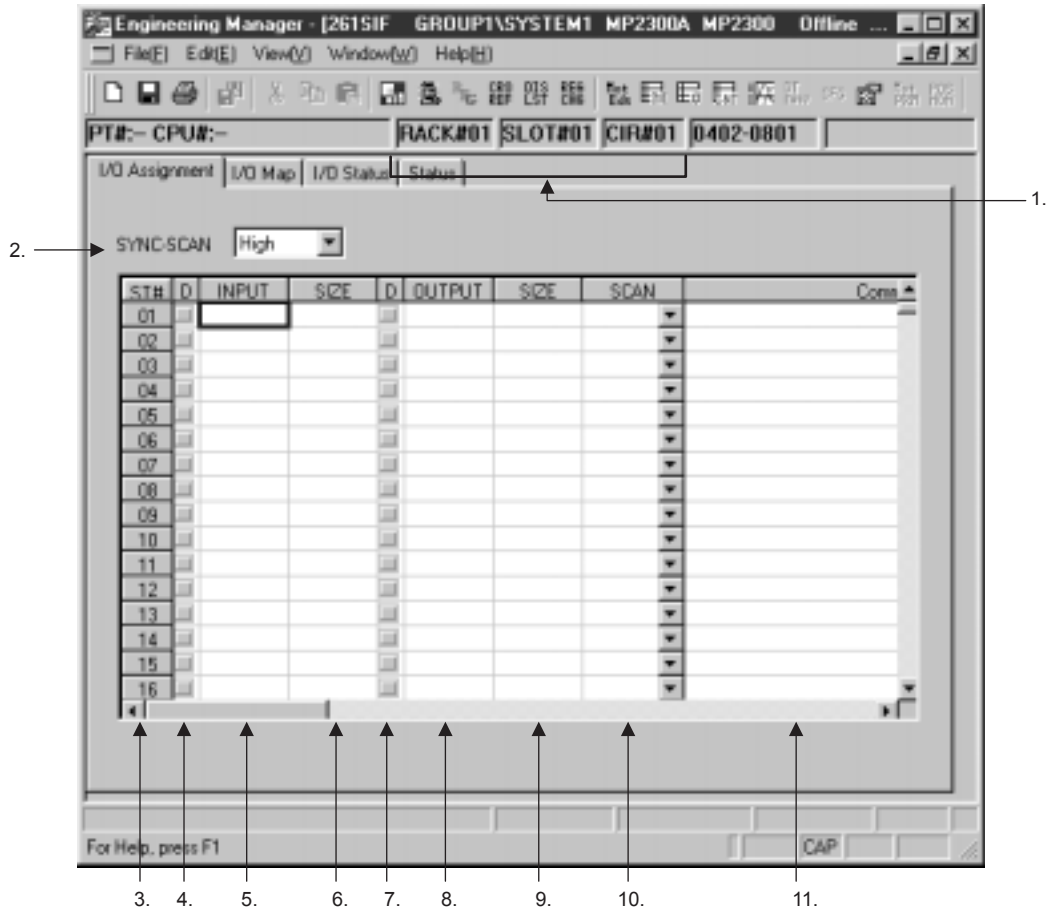 Engineering Manager - [261SIF GROUP1\SYSTEM1 MP2300A MP2300 Offline ...
File(F) Edit(E) View(V) Window(W) Help(H)
PT#:– CPU#:– RACK#01 SLOT#01 CIR#01 0402-0801
I/O Assignment I/O Map I/O Status Status
1.
2.
SYNC-SCAN High
ST# D INPUT SIZE D OUTPUT SIZE SCAN Com
01
02
03
04
05
06
07
08
09
10
11
12
13
14
15
16
For Help, press F1 CAP
3. 4. 5. 6. 7. 8. 9. 10. 11.